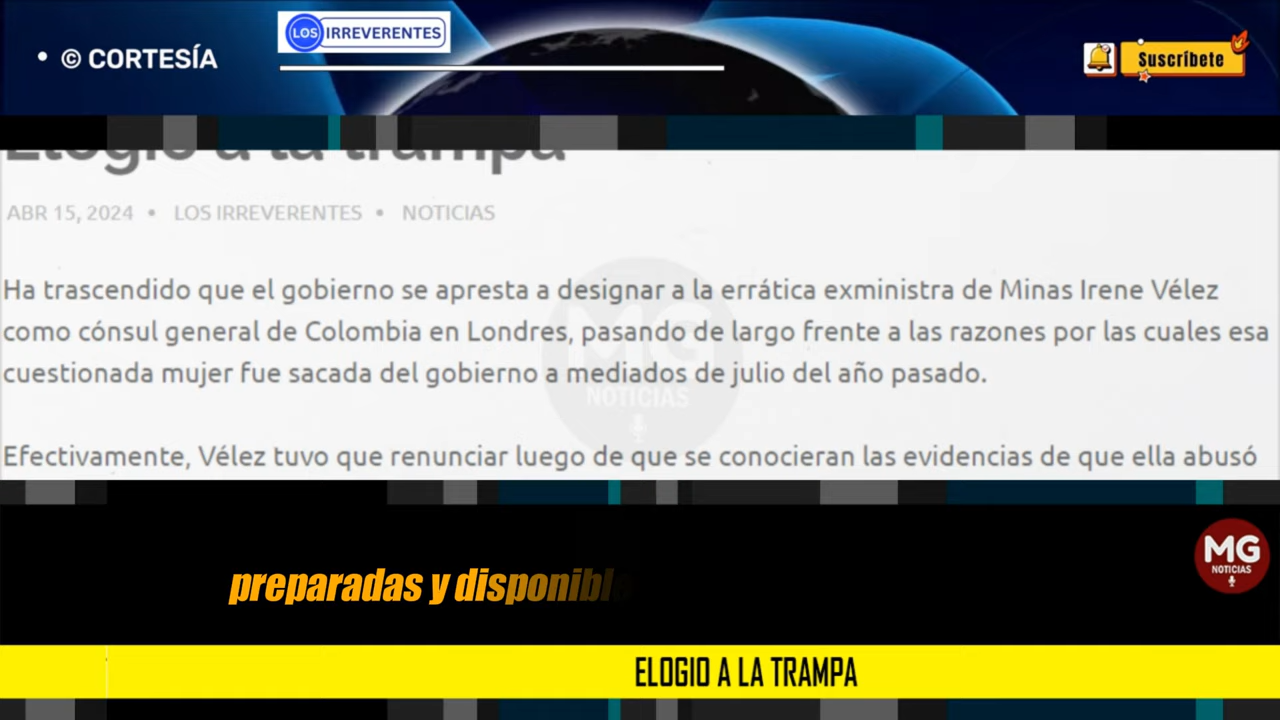 LOS IRREVERENTES
• © CORTESÍA
Suscríbete
Elogio a la trampa
ABR 15, 2024 • LOS IRREVERENTES • NOTICIAS
Ha trascendido que el gobierno se apresta a designar a la errática exministra de Minas Irene Vélez
como cónsul general de Colombia en Londres, pasando de largo frente a las razones por las cuales esa
cuestionada mujer fue sacada del gobierno a mediados de julio del año pasado.
MG
NOTICIAS
Efectivamente, Vélez tuvo que renunciar luego de que se conocieran las evidencias de que ella abusó
MG
NOTICIAS
preparadas y disponibl
ELOGIO A LA TRAMPA